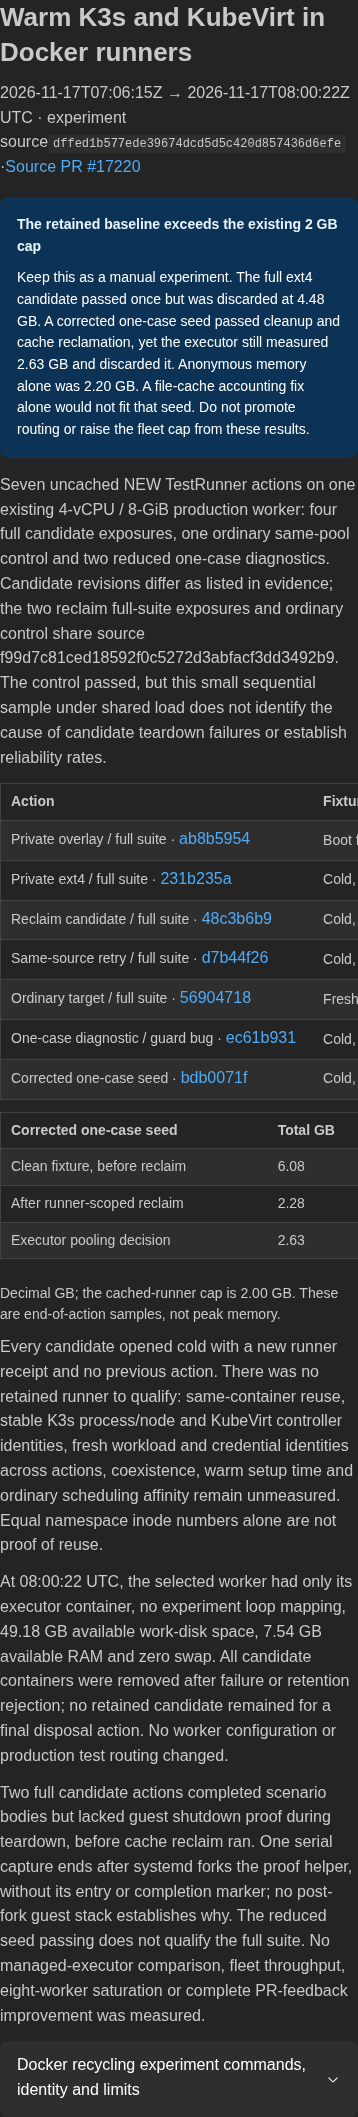 Warm K3s and KubeVirt in
Docker runners
2026-11-17T07:06:15Z → 2026-11-17T08:00:22Z
UTC · experiment
source dffed1b577ede39674dcd5d5c420d857436d6efe
·Source PR #17220
The retained baseline exceeds the existing 2 GB
cap
Keep this as a manual experiment. The full ext4
candidate passed once but was discarded at 4.48
GB. A corrected one-case seed passed cleanup and
cache reclamation, yet the executor still measured
2.63 GB and discarded it. Anonymous memory
alone was 2.20 GB. A file-cache accounting fix
alone would not fit that seed. Do not promote
routing or raise the fleet cap from these results.
Seven uncached NEW TestRunner actions on one
existing 4-vCPU / 8-GiB production worker: four
full candidate exposures, one ordinary same-pool
control and two reduced one-case diagnostics.
Candidate revisions differ as listed in evidence;
the two reclaim full-suite exposures and ordinary
control share source
f99d7c81ced18592f0c5272d3abfacf3dd3492b9.
The control passed, but this small sequential
sample under shared load does not identify the
cause of candidate teardown failures or establish
reliability rates.
Action Fixtu
Private overlay / full suite · ab8b5954 Boot f
Private ext4 / full suite · 231b235a Cold,
Reclaim candidate / full suite · 48c3b6b9 Cold,
Same-source retry / full suite · d7b44f26 Cold,
Ordinary target / full suite · 56904718 Fresh
One-case diagnostic / guard bug · ec61b931 Cold,
Corrected one-case seed · bdb0071f Cold,
Corrected one-case seed Total GB
Clean fixture, before reclaim 6.08
After runner-scoped reclaim 2.28
Executor pooling decision 2.63
Decimal GB; the cached-runner cap is 2.00 GB. These
are end-of-action samples, not peak memory.
Every candidate opened cold with a new runner
receipt and no previous action. There was no
retained runner to qualify: same-container reuse,
stable K3s process/node and KubeVirt controller
identities, fresh workload and credential identities
across actions, coexistence, warm setup time and
ordinary scheduling affinity remain unmeasured.
Equal namespace inode numbers alone are not
proof of reuse.
At 08:00:22 UTC, the selected worker had only its
executor container, no experiment loop mapping,
49.18 GB available work-disk space, 7.54 GB
available RAM and zero swap. All candidate
containers were removed after failure or retention
rejection; no retained candidate remained for a
final disposal action. No worker configuration or
production test routing changed.
Two full candidate actions completed scenario
bodies but lacked guest shutdown proof during
teardown, before cache reclaim ran. One serial
capture ends after systemd forks the proof helper,
without its entry or completion marker; no post-
fork guest stack establishes why. The reduced
seed passing does not qualify the full suite. No
managed-executor comparison, fleet throughput,
eight-worker saturation or complete PR-feedback
improvement was measured.
Docker recycling experiment commands,
identity and limits